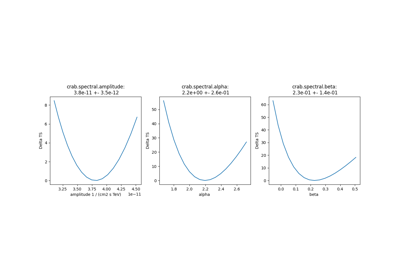 crab.spectral.amplitude:
3.8e-11 +- 3.5e-12
Delta TS
8
6
4
2
0
3.25 3.50 3.75 4.00 4.25 4.50
1e−11
amplitude 1 / (cm2 s TeV)
crab.spectral.alpha:
2.2e+00 +- 2.6e-01
Delta TS
50
40
30
20
10
0
1.8 2.0 2.2 2.4 2.6
alpha
crab.spectral.beta:
2.3e-01 +- 1.4e-01
Delta TS
60
50
40
30
20
10
0
0.0 0.1 0.2 0.3 0.4 0.5
beta